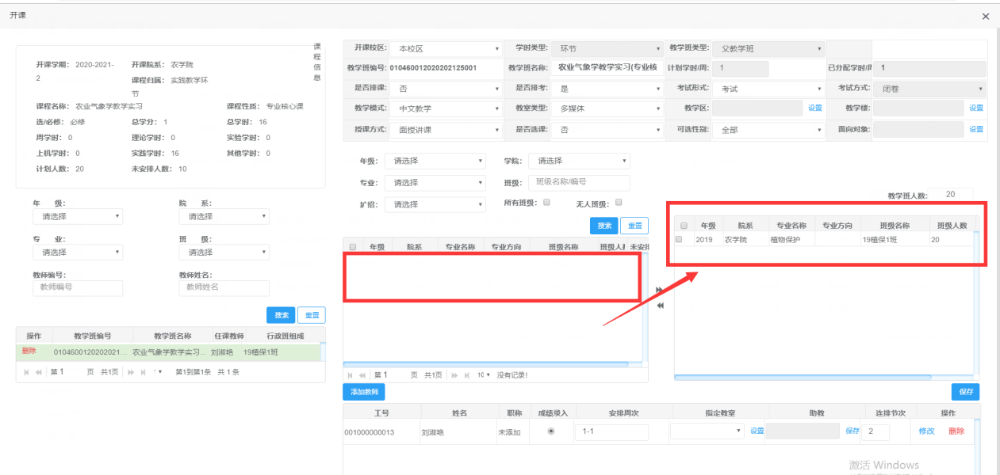 开课
课程信息
开课学期: 2020-2021-2 开课院系: 农学院
课程归属: 实践教学环节
课程名称: 农业气象学教学实习 课程性质: 专业核心课
选/必修: 必修 总学分: 1 总学时: 16
周学时: 0 理论学时: 0 实验学时: 0
上机学时: 0 实践学时: 16 其他学时: 0
计划人数: 20 未安排人数: 10
年 级: 院 系:
请选择 请选择
专 业: 班 级:
请选择 请选择
教师编号: 教师姓名:
教师编号 教师姓名
搜索 重置
操作 教学班编号 教学班名称 任课教师 行政班组成
删除 0104600120202021... 农业气象学教学实习... 刘淑艳 19植保1班
第 1 页 共1页 第1到第1条 共 1 条
开课校区: 本校区 学时类型: 环节 教学班类型: 父教学班
教学班编号: 010460012020202125001 教学班名称: 农业气象学教学实习(专业核 计划学时/周 1 已分配学时/周 1
是否排课: 否 是否排考: 是 考试形式: 考试 考试方式: 闭卷
教学模式: 中文教学 教室类型: 多媒体 教学区: 设置 教学楼: 设置
授课方式: 面授讲课 是否选课: 否 可选性别: 全部 面向对象: 设置
年级: 请选择 学院: 请选择
专业: 请选择 班级: 班级名称/编号
扩招: 请选择 所有班级: 无人班级:
搜索 重置
年级 院系 专业名称 专业方向 班级名称 班级人数 未安排
第 1 页 共1页 10 没有记录!
教学班人数: 20
年级 院系 专业名称 专业方向 班级名称 班级人数
2019 农学院 植物保护 19植保1班 20
添加教师 保存
工号 姓名 职称 成绩录入 安排周次 指定教室 助教 连排节次 操作
001000000013 刘淑艳 未添加 1-1 设置 保存 2 修改 删除
激活 Windows